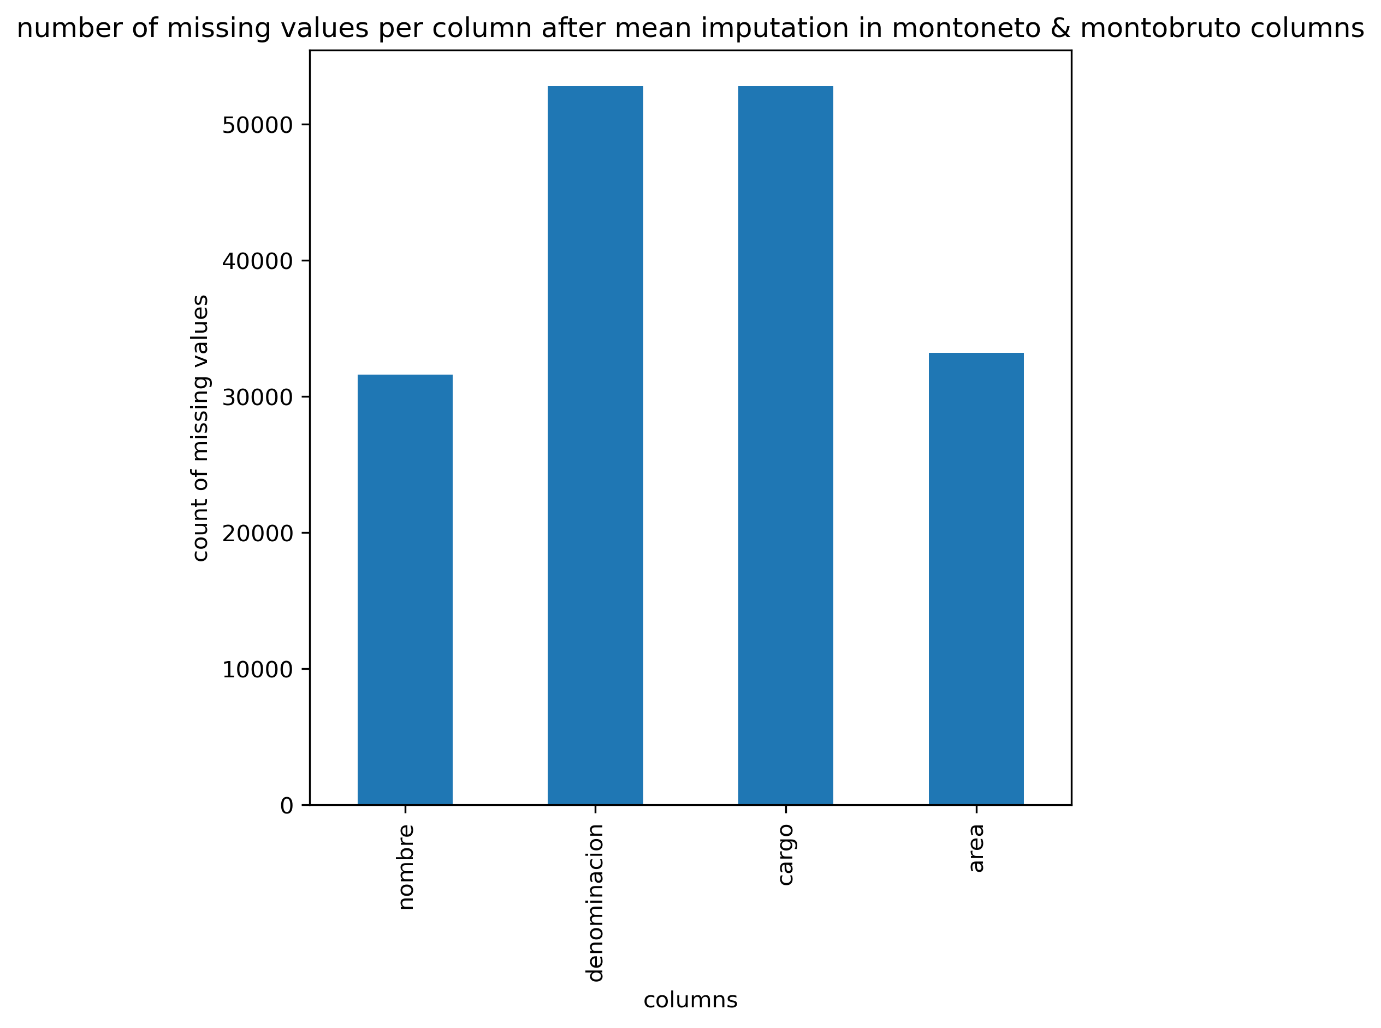 number of missing values per column after mean imputation in montoneto & montobruto columns
count of missing values
50000
40000
30000
20000
10000
0
nombre
denominacion
cargo
area
columns